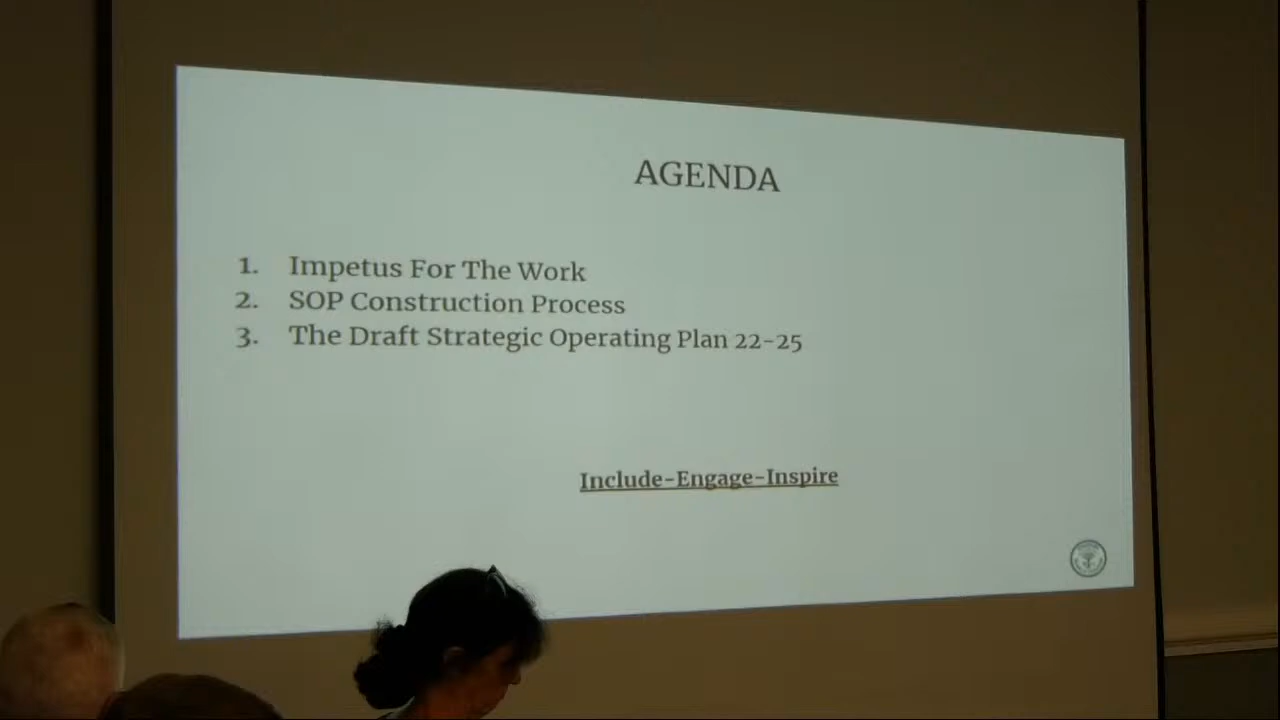 AGENDA
1. Impetus For The Work
2. SOP Construction Process
3. The Draft Strategic Operating Plan 22-25
Include-Engage-Inspire